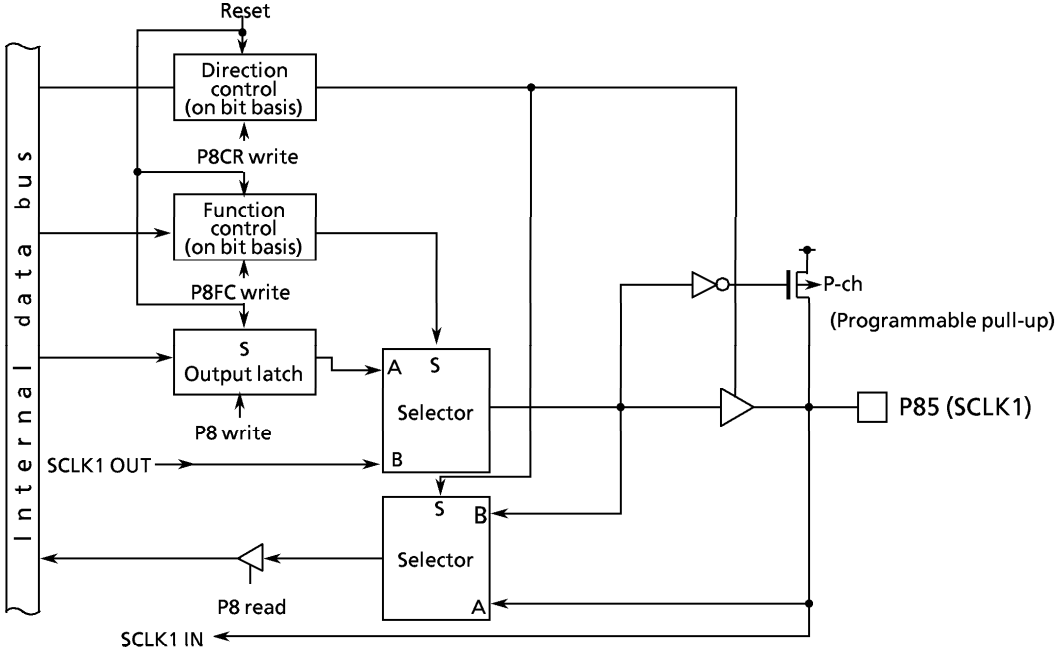 Reset
Direction
control
(on bit basis)
P8CR write
Function
control
(on bit basis)
P8FC write
P-ch
(Programmable pull-up)
S
Output latch
A
S
Selector
B
P8 write
P85 (SCLK1)
SCLK1 OUT
S
B
Selector
A
P8 read
SCLK1 IN
Internal data bus